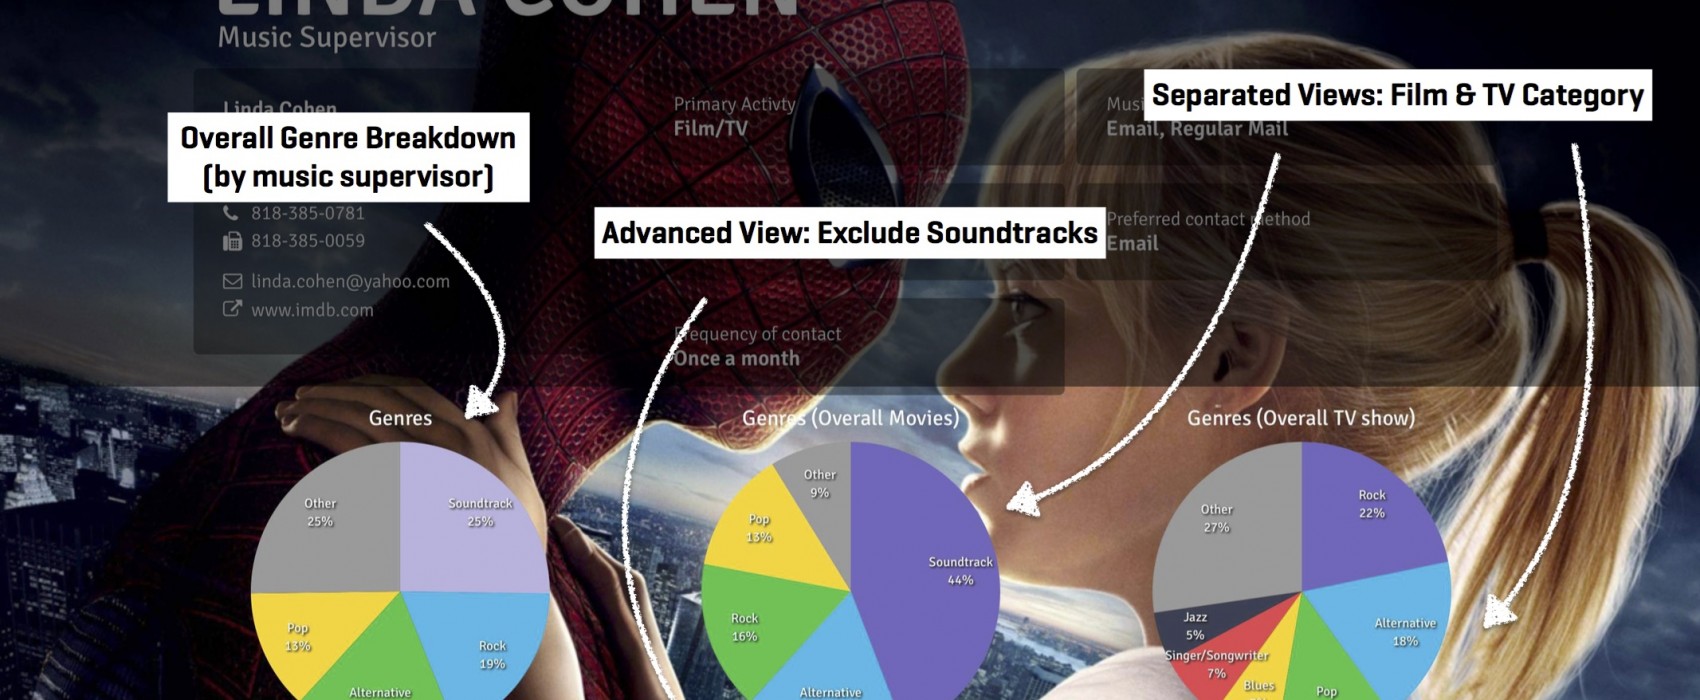 LINDA COHEN
Music Supervisor
Linda Cohen
Overall Genre Breakdown
(by music supervisor)
818-385-0781
818-385-0059
linda.cohen@yahoo.com
www.imdb.com
Primary Activty
Film/TV
Advanced View: Exclude Soundtracks
Frequency of contact
Once a month
Separated Views: Film & TV Category
Email, Regular Mail
Preferred contact method
Email
Genres
Other
25%
Soundtrack
25%
Pop
13%
Rock
19%
Alternative
Genres (Overall Movies)
Other
9%
Pop
13%
Soundtrack
44%
Rock
16%
Alternative
Genres (Overall TV show)
Other
27%
Rock
22%
Jazz
5%
Alternative
18%
Singer/Songwriter
7%
Blues
Pop